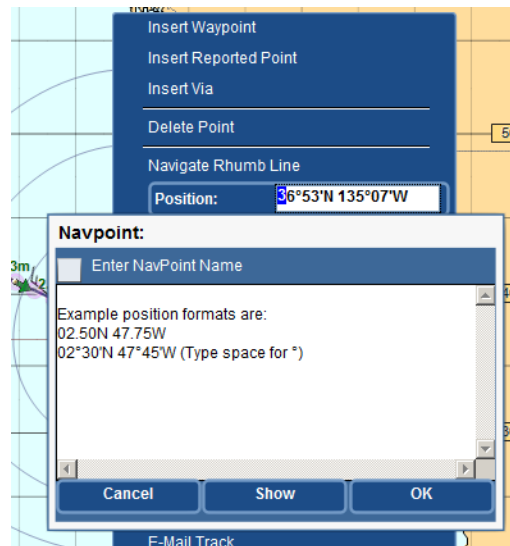 Insert Waypoint
Insert Reported Point
Insert Via
Delete Point
5
Navigate Rhumb Line
Position: 36°53'N 135°07'W
Navpoint:
3m
Enter NavPoint Name
Example position formats are:
02.50N 47.75W
02°30'N 47°45'W (Type space for °)
Cancel Show OK
E-Mail Track